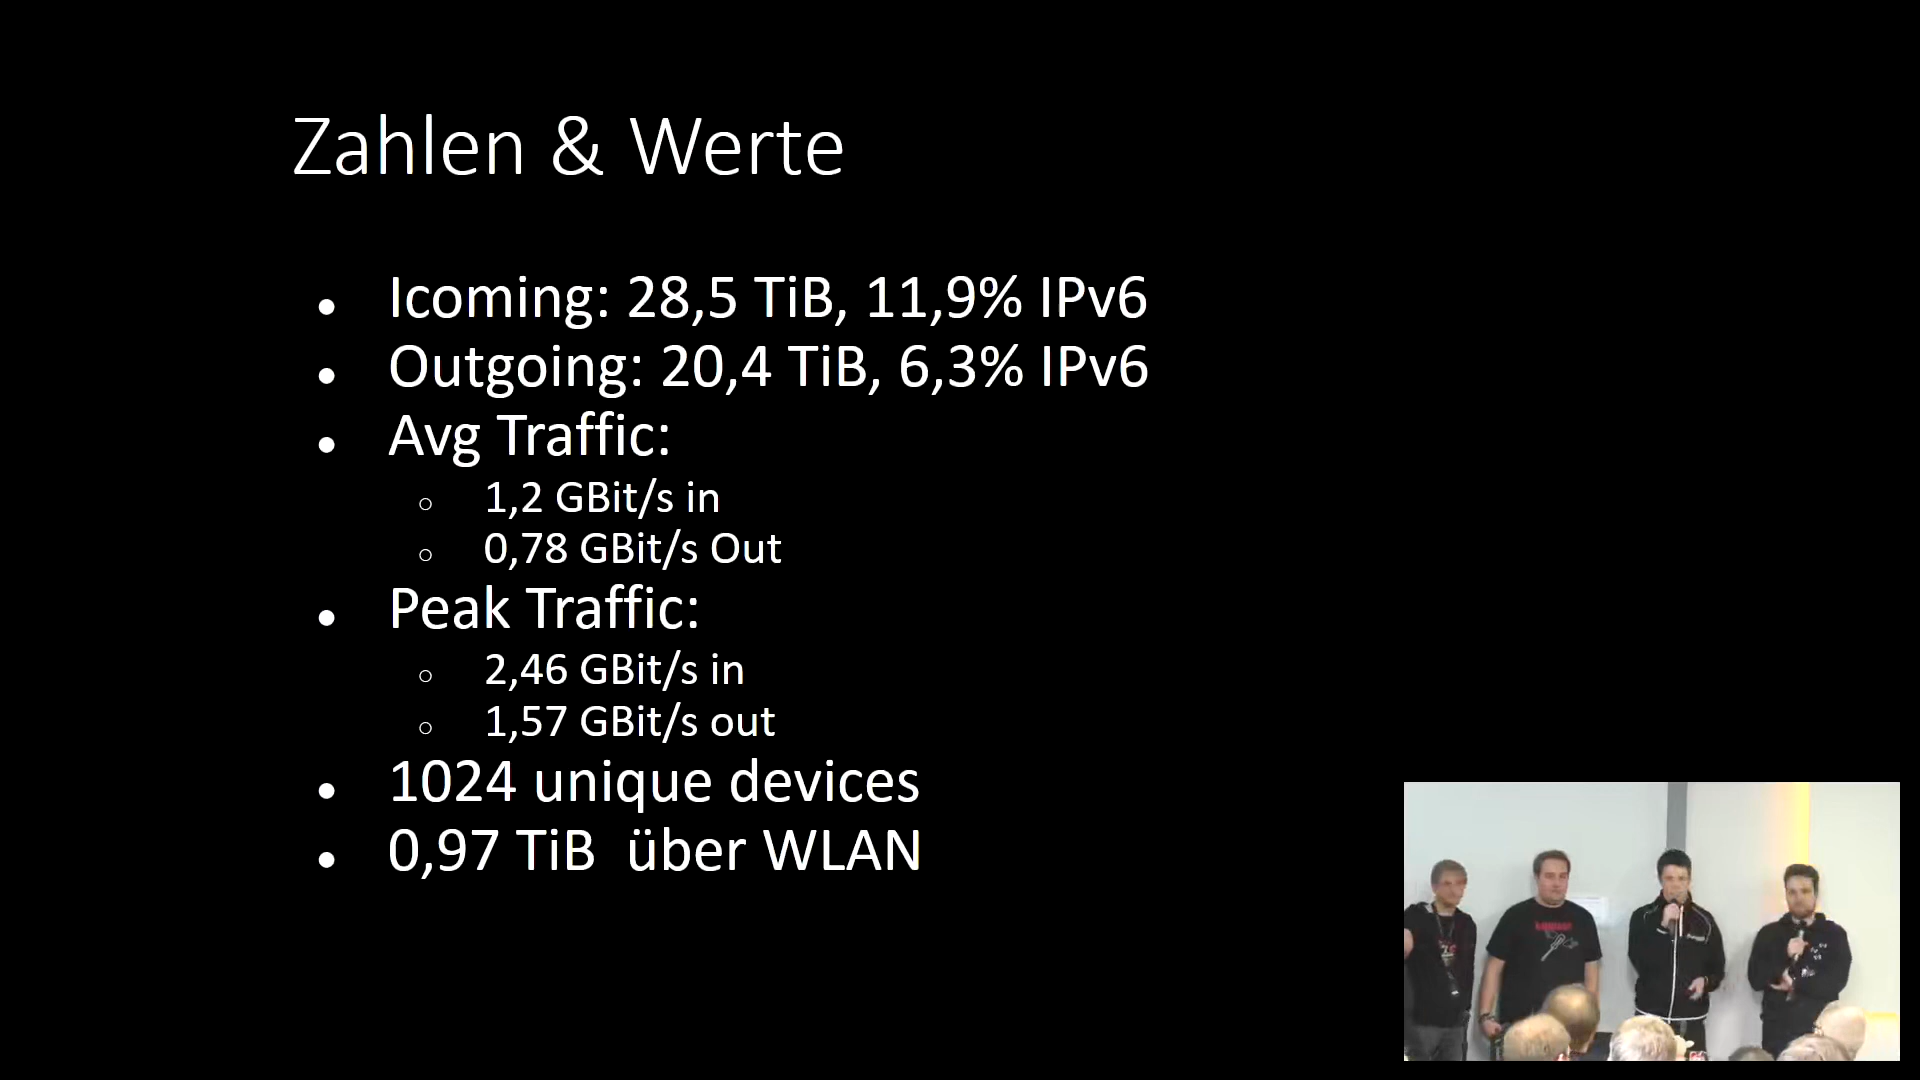 Zahlen & Werte
Icoming: 28,5 TiB, 11,9% IPv6
Outgoing: 20,4 TiB, 6,3% IPv6
Avg Traffic:
1,2 GBit/s in
0,78 GBit/s Out
Peak Traffic:
2,46 GBit/s in
1,57 GBit/s out
1024 unique devices
0,97 TiB  über WLAN